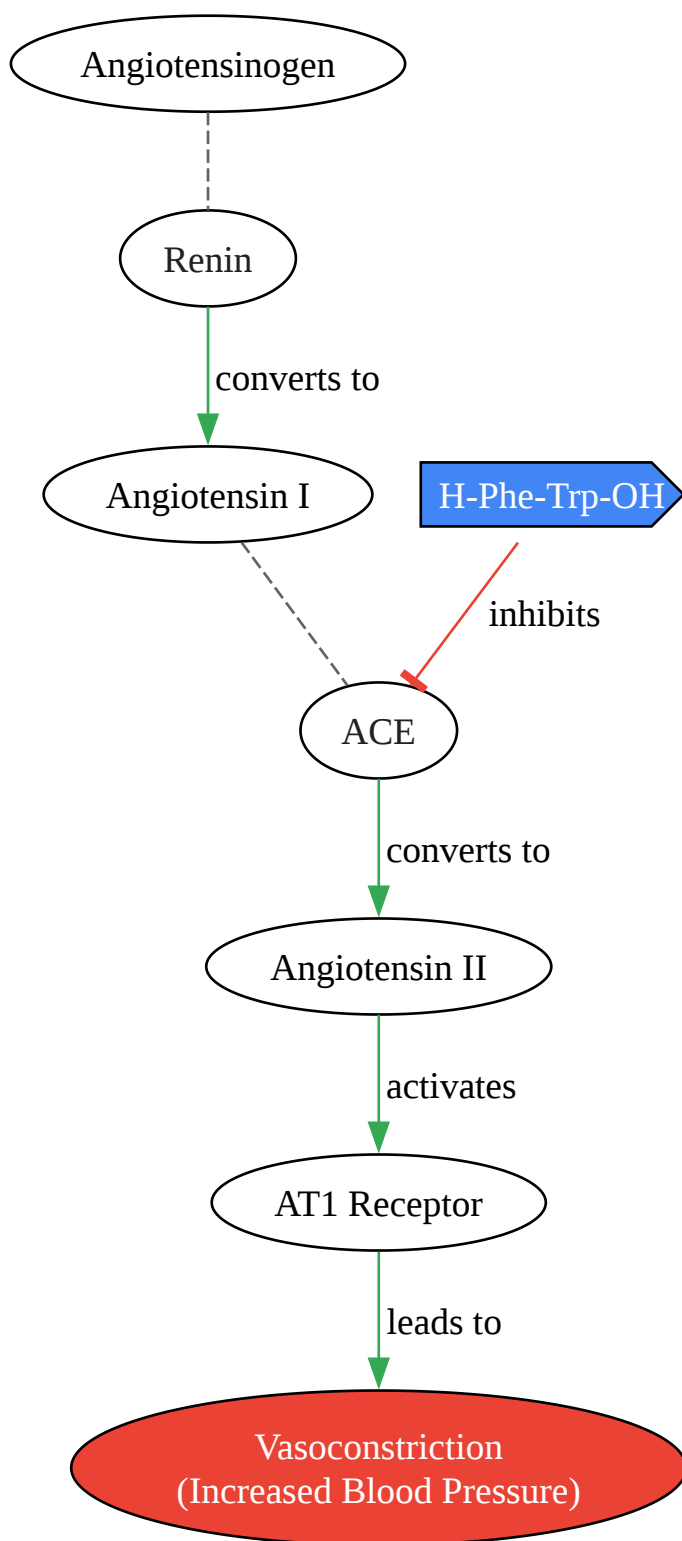 Angiotensinogen
Renin
converts to
Angiotensin I
H-Phe-Trp-OH
inhibits
ACE
converts to
Angiotensin II
activates
AT1 Receptor
leads to
Vasoconstriction
(Increased Blood Pressure)